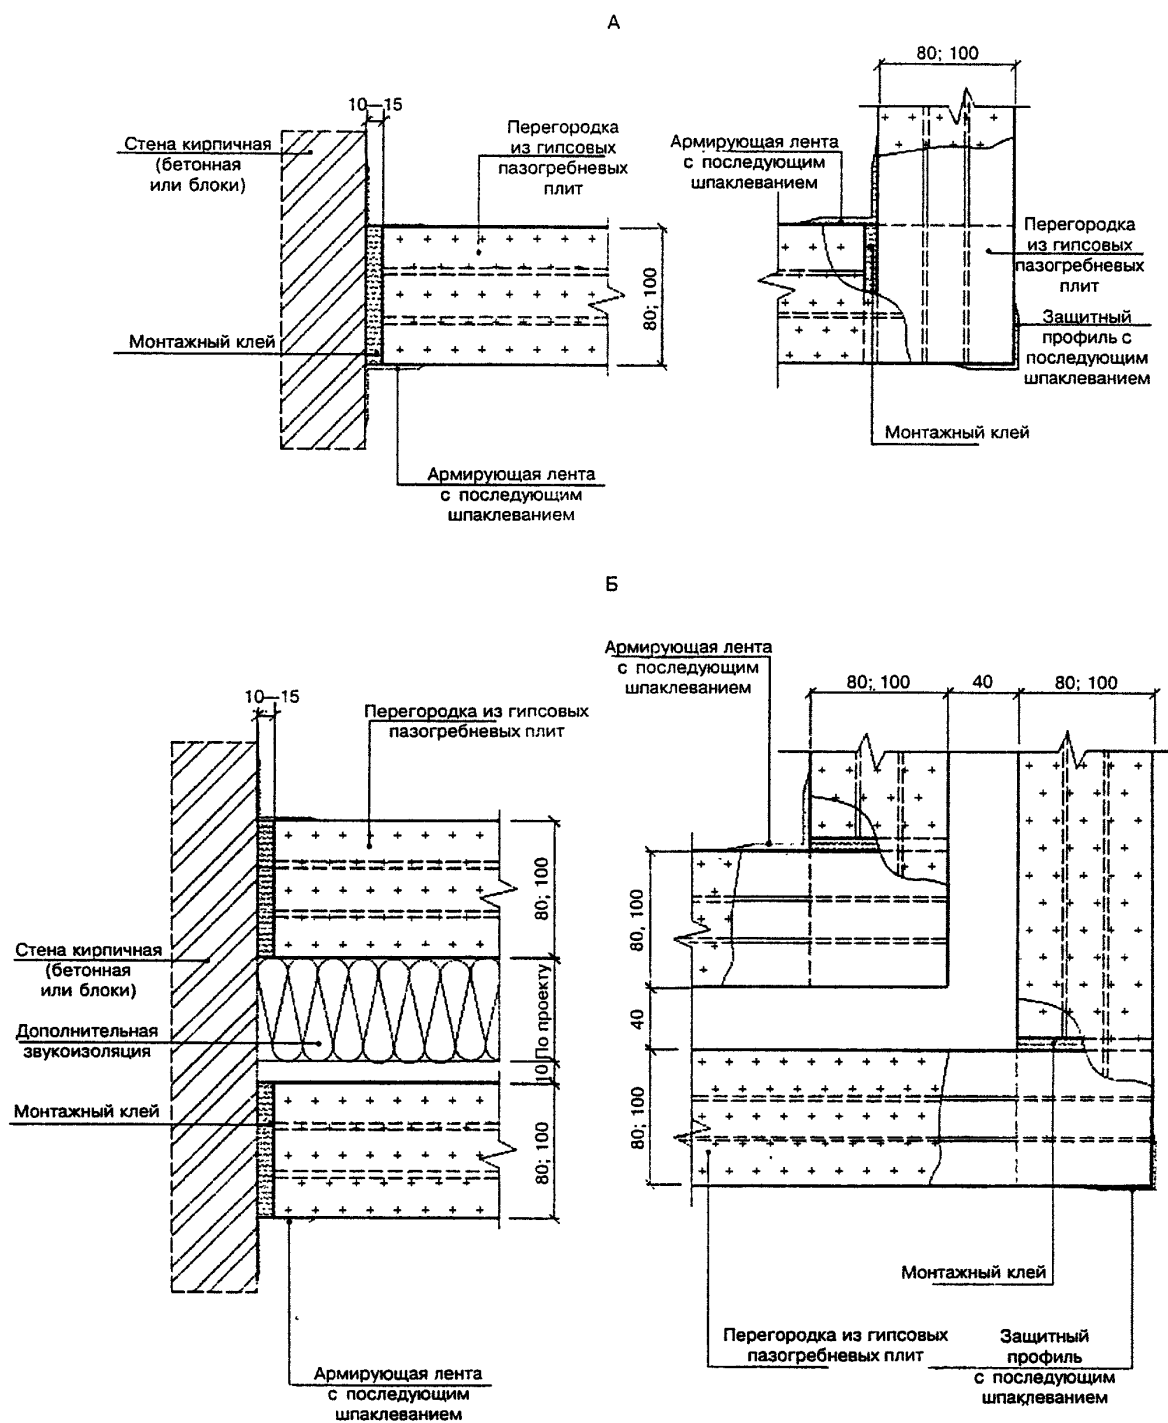 А
10—15
Стена кирпичная
(бетонная
или блоки)
Перегородка
из гипсовых
пазогребневых
плит
80; 100
Монтажный клей
Армирующая лента
с последующим
шпаклеванием
80; 100
Армирующая лента
с последующим
шпаклеванием
Перегородка
из гипсовых
пазогребневых
плит
Защитный
профиль с
последующим
шпаклеванием
Монтажный клей
Б
10—15
Перегородка из гипсовых
пазогребневых плит
80; 100
Стена кирпичная
(бетонная
или блоки)
По проекту
Дополнительная
звукоизоляция
10
Монтажный клей
80; 100
Армирующая лента
с последующим
шпаклеванием
Армирующая лента
с последующим
шпаклеванием
80; 100
40
80; 100
80, 100
40
80; 100
Монтажный клей
Перегородка из гипсовых
пазогребневых плит
Защитный
профиль
с последующим
шпаклеванием